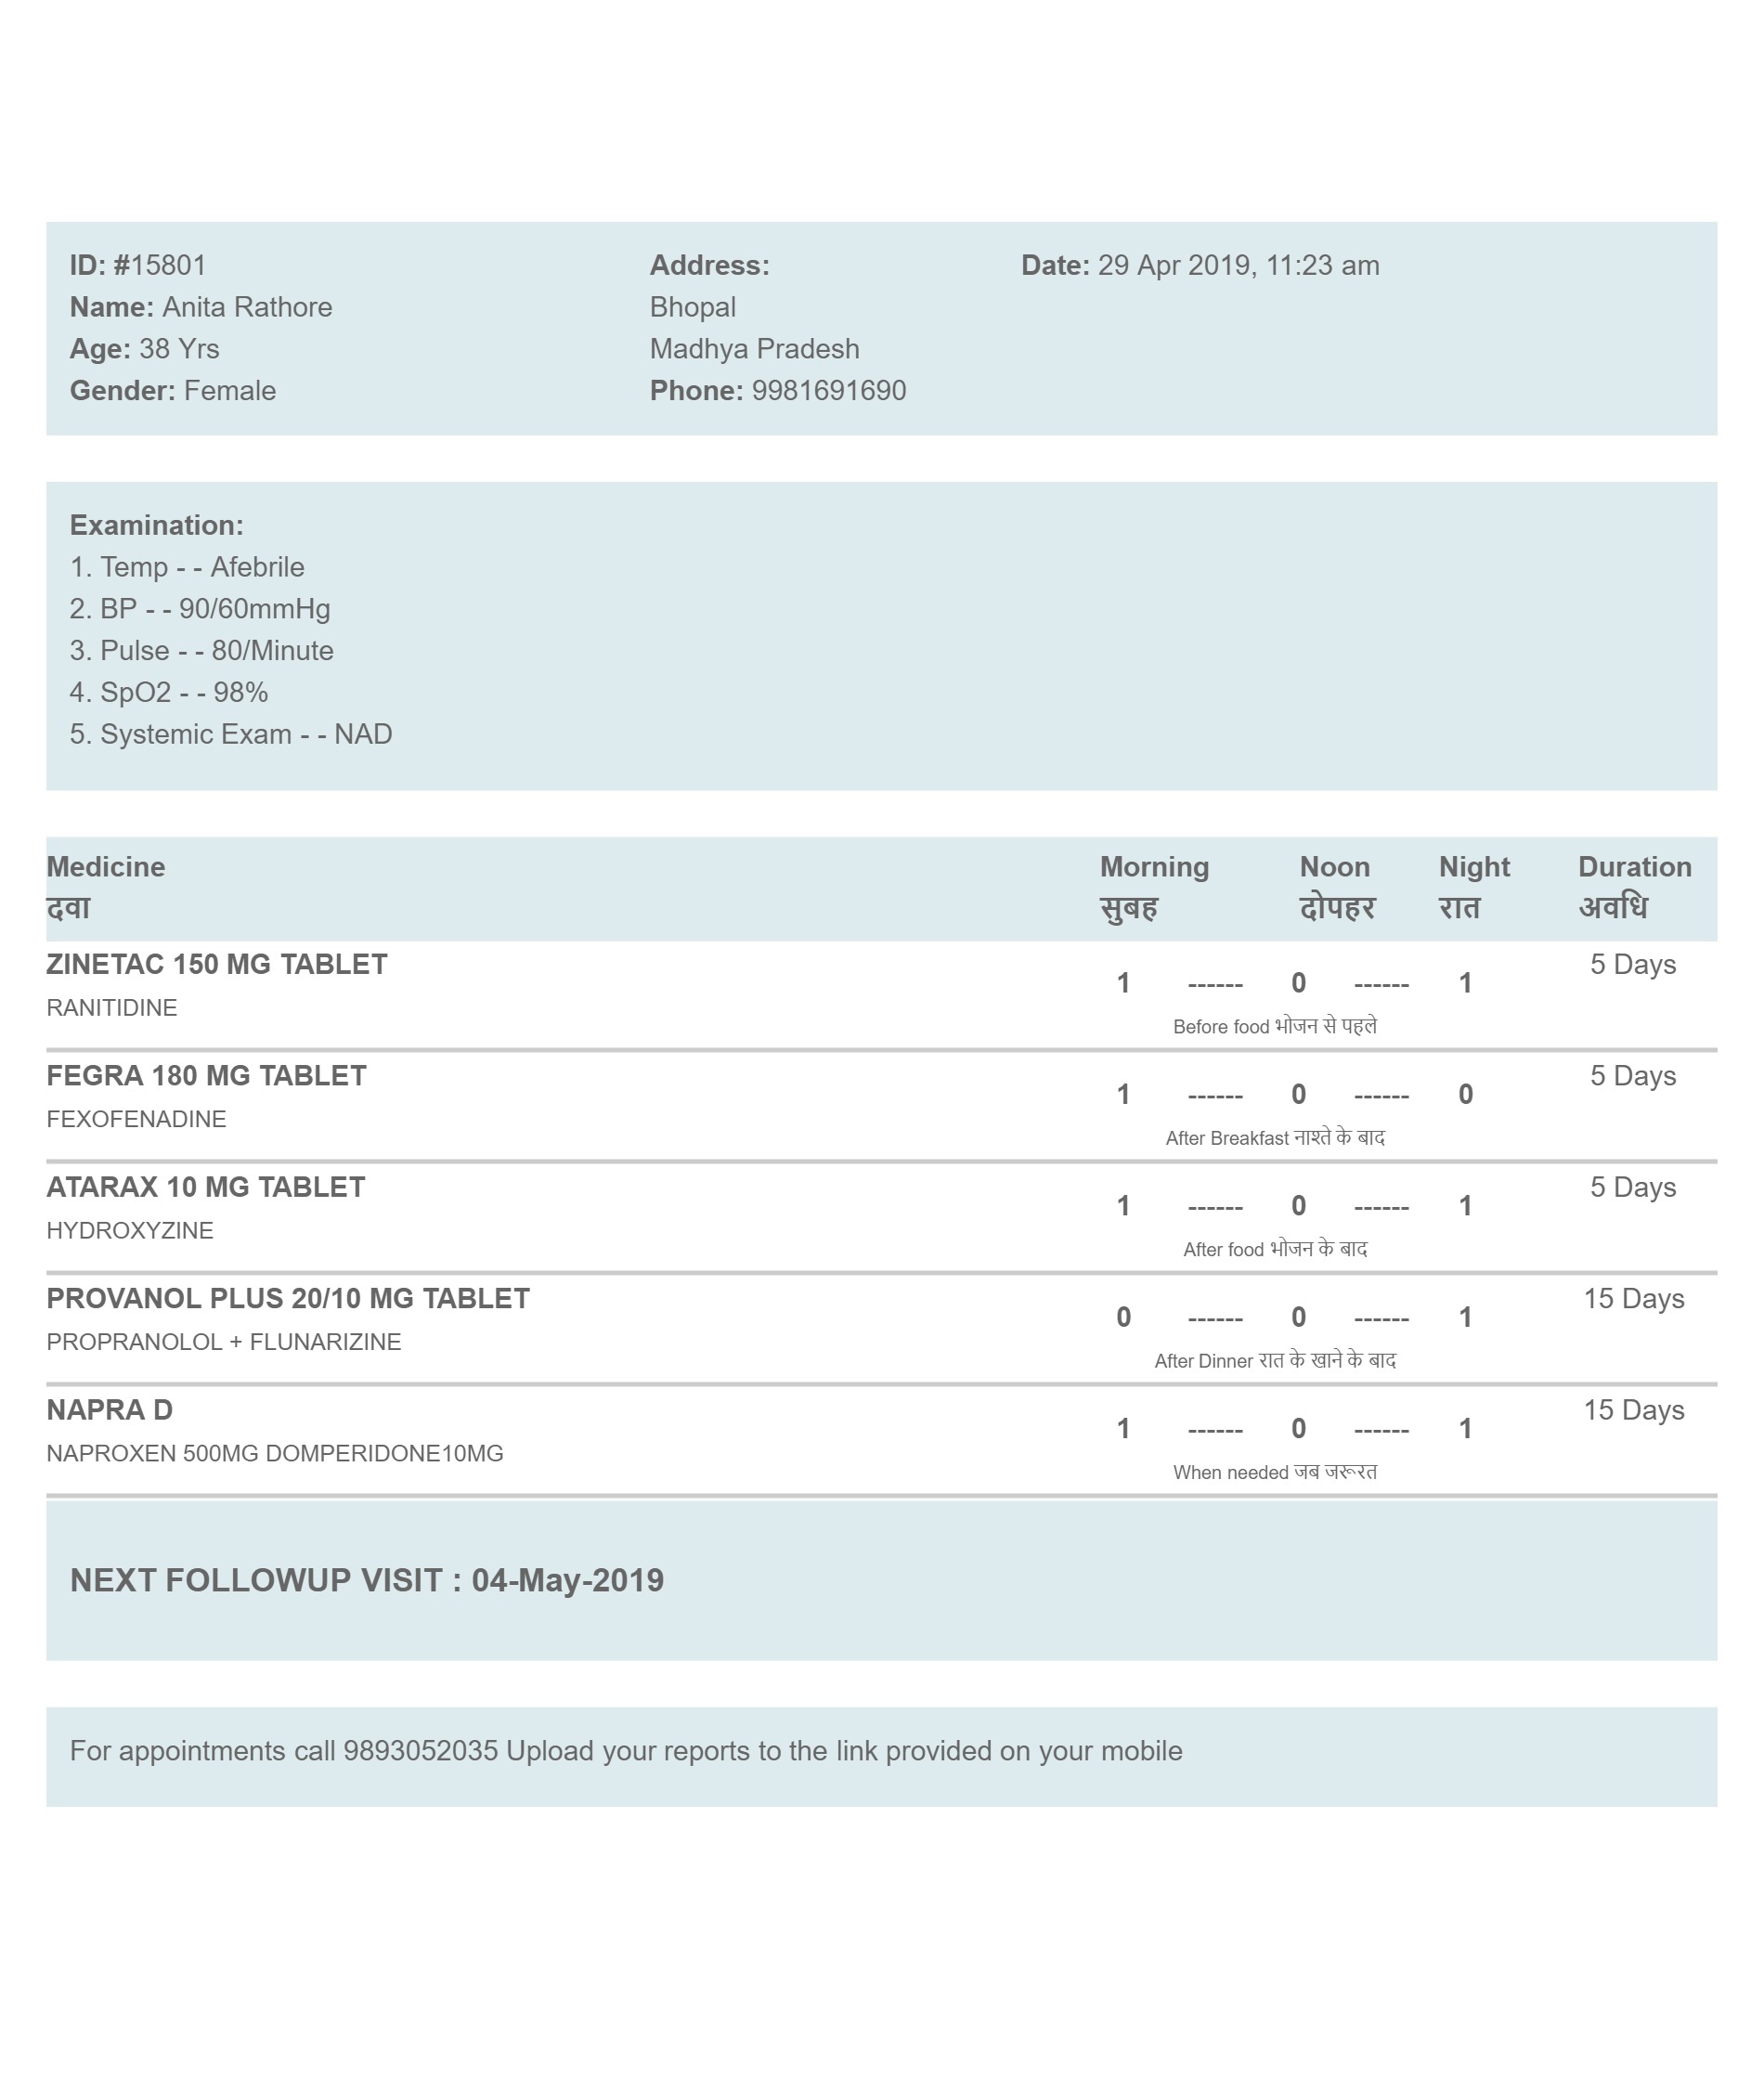 ID: #15801 Address: Date: 29 Apr 2019, 11:23 am
Name: Anita Rathore Bhopal
Age: 38 Yrs Madhya Pradesh
Gender: Female Phone: 9981691690
Examination:
1. Temp - - Afebrile
2. BP - - 90/60mmHg
3. Pulse - - 80/Minute
4. SpO2 - - 98%
5. Systemic Exam - - NAD
Medicine Morning Noon Night Duration
दवा सुबह दोपहर रात अवधि
ZINETAC 150 MG TABLET 5 Days
1 ------ 0 ------ 1
RANITIDINE
Before food भोजन से पहले
FEGRA 180 MG TABLET 5 Days
1 ------ 0 ------ 0
FEXOFENADINE
After Breakfast नाश्ते के बाद
ATARAX 10 MG TABLET 5 Days
1 ------ 0 ------ 1
HYDROXYZINE
After food भोजन के बाद
PROVANOL PLUS 20/10 MG TABLET 15 Days
0 ------ 0 ------ 1
PROPRANOLOL + FLUNARIZINE
After Dinner रात के खाने के बाद
NAPRA D 15 Days
1 ------ 0 ------ 1
NAPROXEN 500MG DOMPERIDONE10MG
When needed जब जरूरत
NEXT FOLLOWUP VISIT : 04-May-2019
For appointments call 9893052035 Upload your reports to the link provided on your mobile